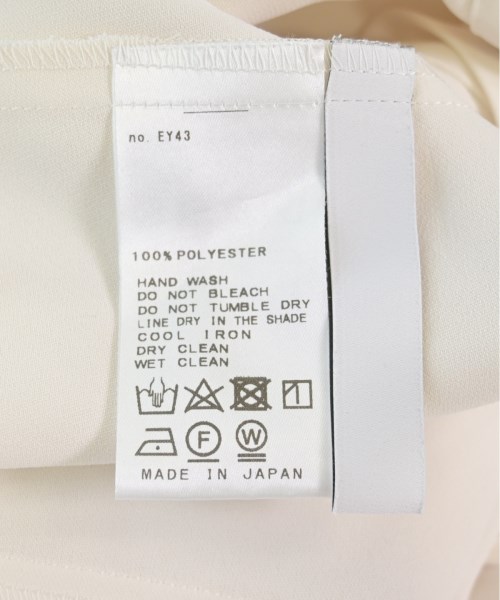 no. EY43
100% POLYESTER
HAND WASH
DO NOT BLEACH
DO NOT TUMBLE DRY
LINE DRY IN THE SHADE
COOL IRON
DRY CLEAN
WET CLEAN
F W
MADE IN JAPAN